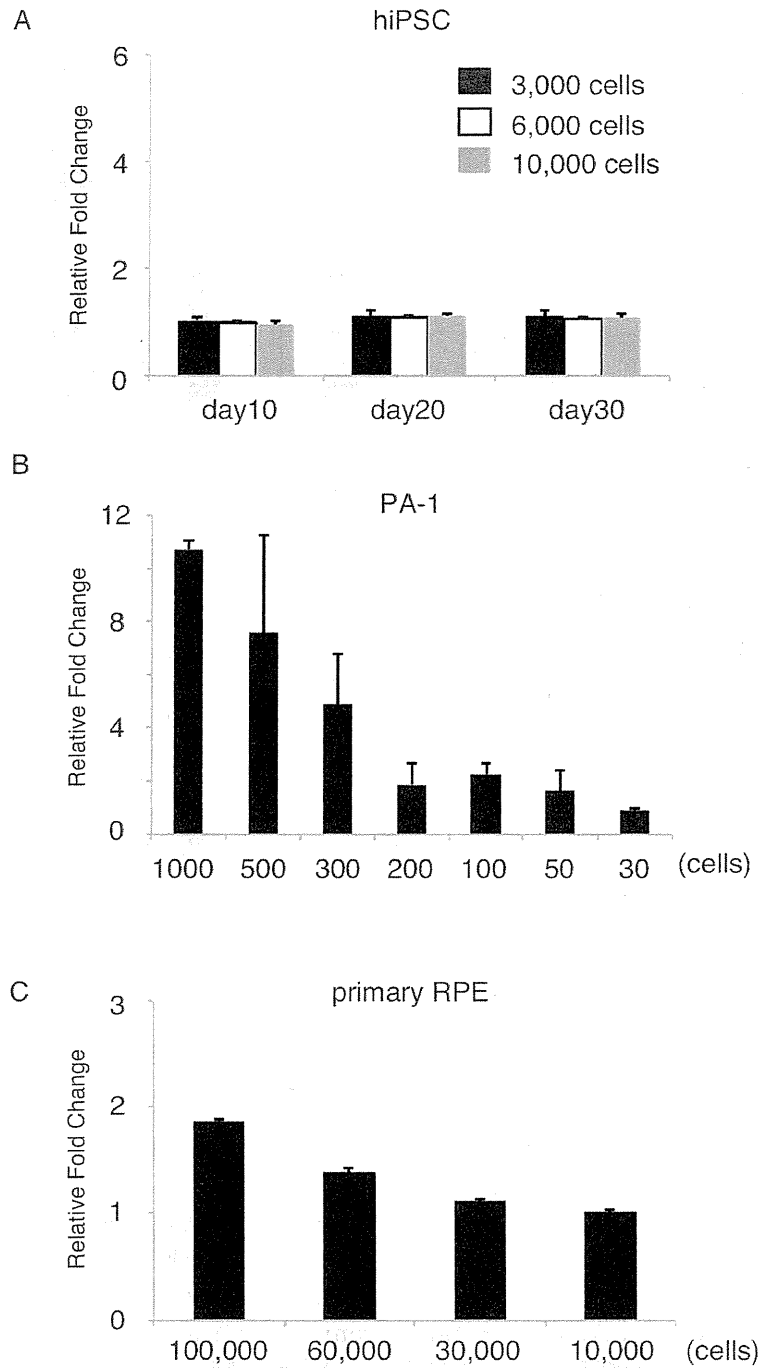 A
hiPSC
Relative Fold Change
6
4
2
0
3,000 cells
6,000 cells
10,000 cells
day10 day20 day30
B
PA-1
Relative Fold Change
12
8
4
0
1000 500 300 200 100 50 30 (cells)
C
primary RPE
Relative Fold Change
3
2
1
0
100,000 60,000 30,000 10,000 (cells)